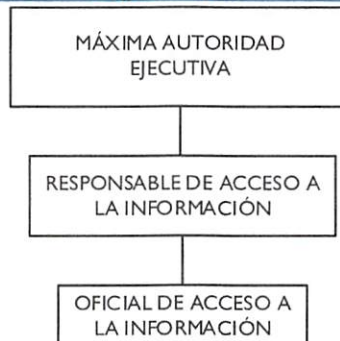 MÁXIMA AUTORIDAD
EJECUTIVA
RESPONSABLE DE ACCESO A
LA INFORMACIÓN
OFICIAL DE ACCESO A
LA INFORMACIÓN